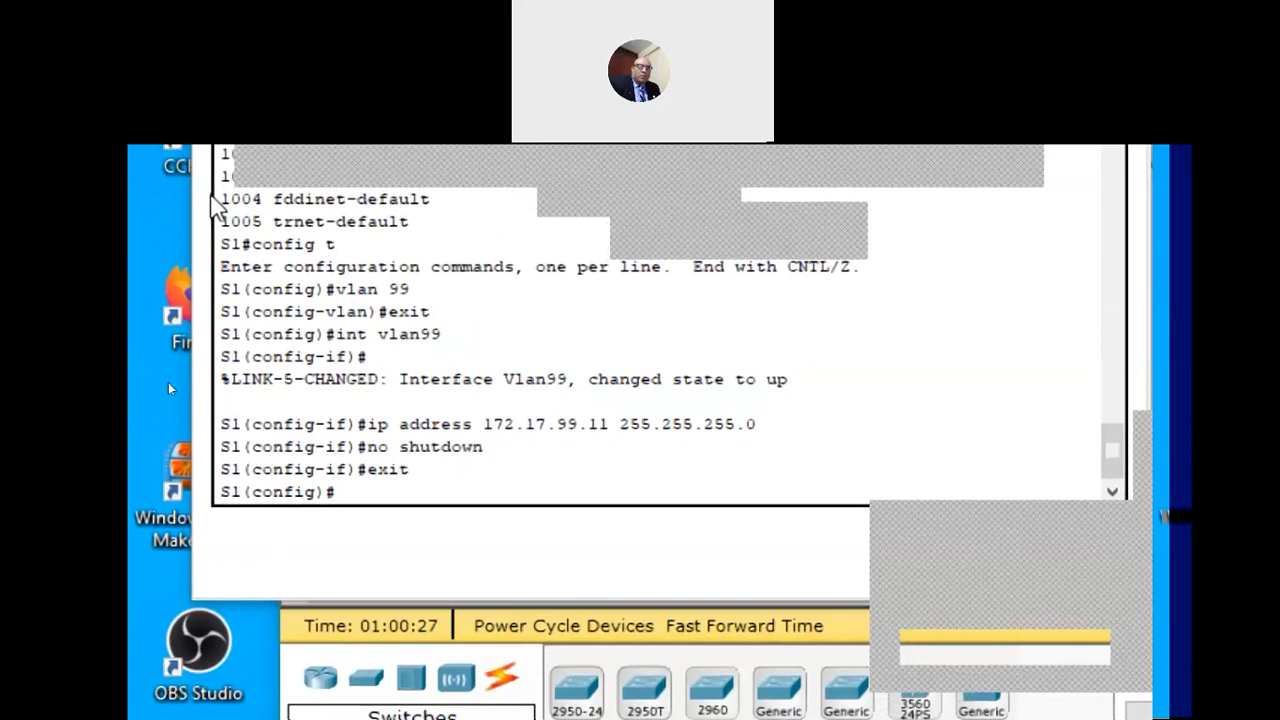 CC
1004 fddinet-default
1005 trnet-default
S1#config t
Enter configuration commands, one per line.  End with CNTL/Z.
S1(config)#vlan 99
S1(config-vlan)#exit
S1(config)#int vlan99
S1(config-if)#
%LINK-5-CHANGED: Interface Vlan99, changed state to up
S1(config-if)#ip address 172.17.99.11 255.255.255.0
S1(config-if)#no shutdown
S1(config-if)#exit
S1(config)#
Fir
Window
Make
OBS Studio
Time: 01:00:27
Power Cycle Devices  Fast Forward Time
2950-24
2950T
2960
Generic
Generic
3560
24PS
Generic
Switches